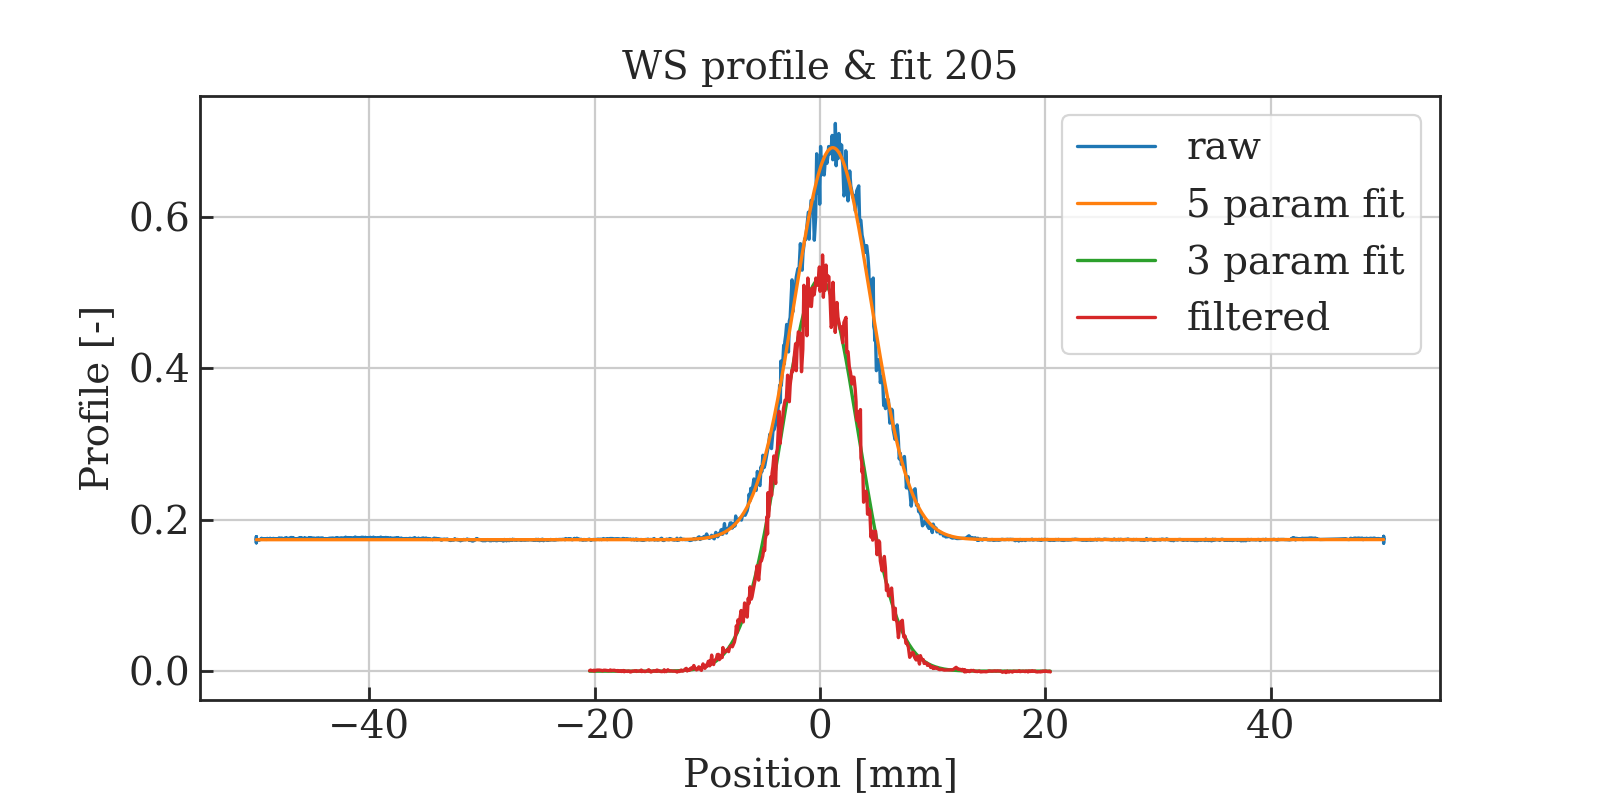 WS profile & fit 205
raw
5 param fit
3 param fit
filtered
Profile [-]
0.6
0.4
0.2
0.0
−40
−20
0
20
40
Position [mm]